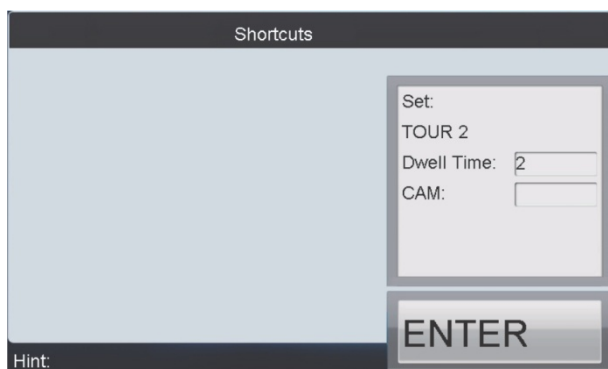 Shortcuts
Set:
TOUR 2
Dwell Time: 2
CAM:
ENTER
Hint: